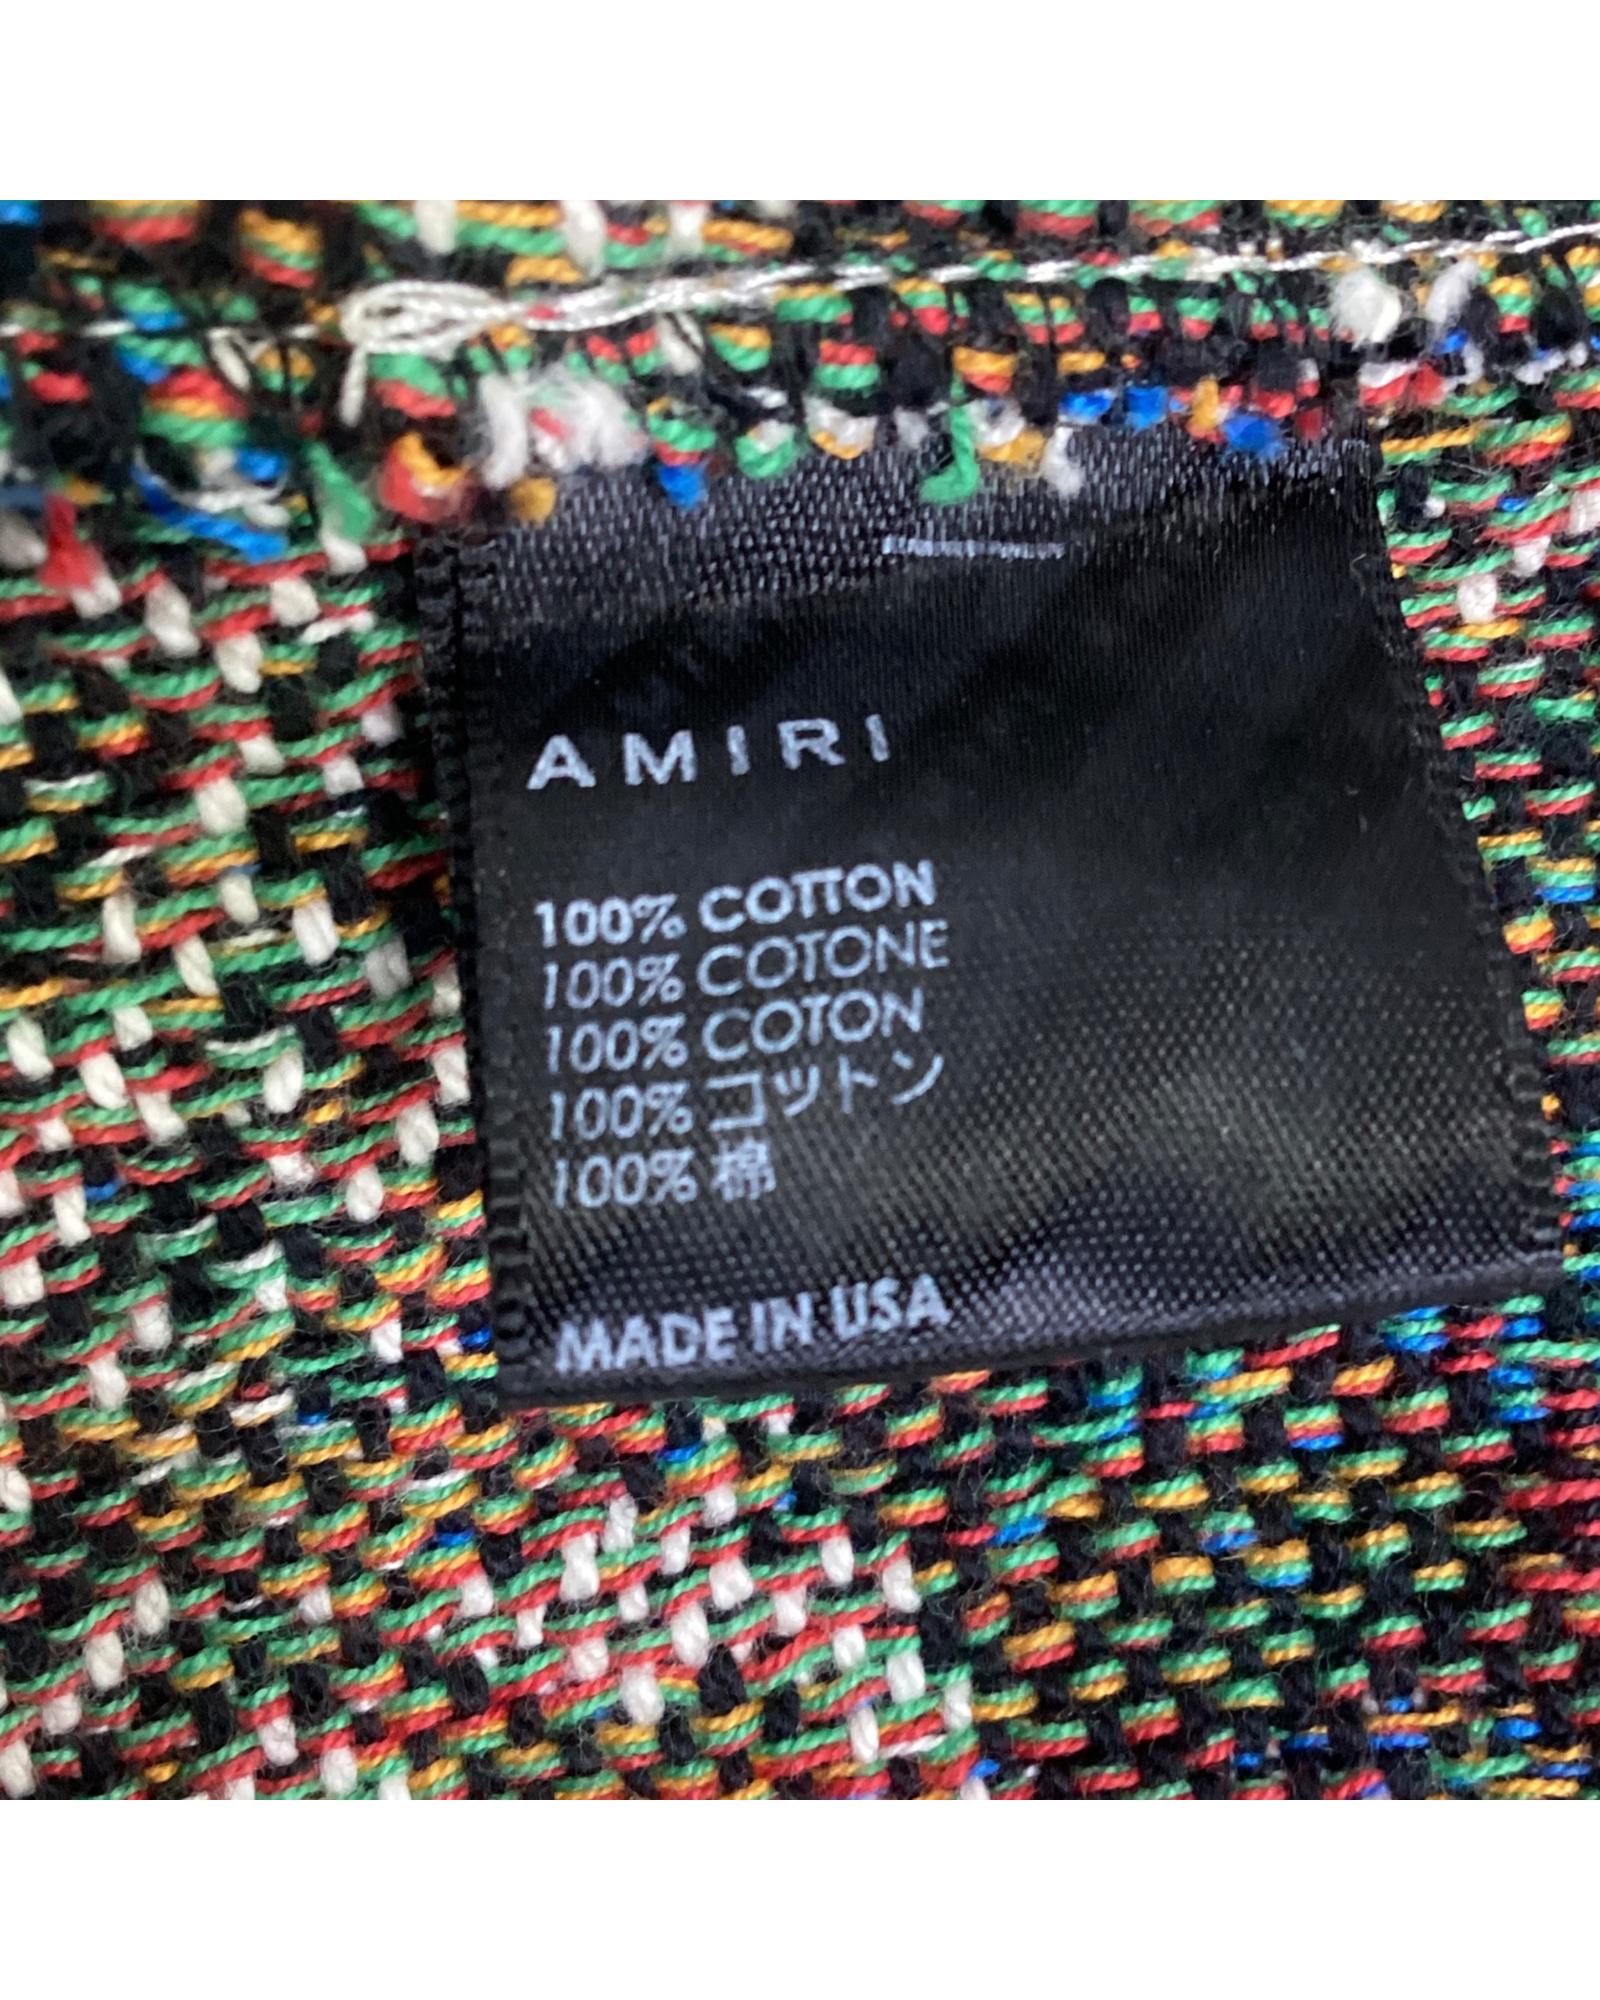 AMIRI
100% COTTON
100% COTONE
100% COTON
100% コットン
100% 棉
MADE IN USA